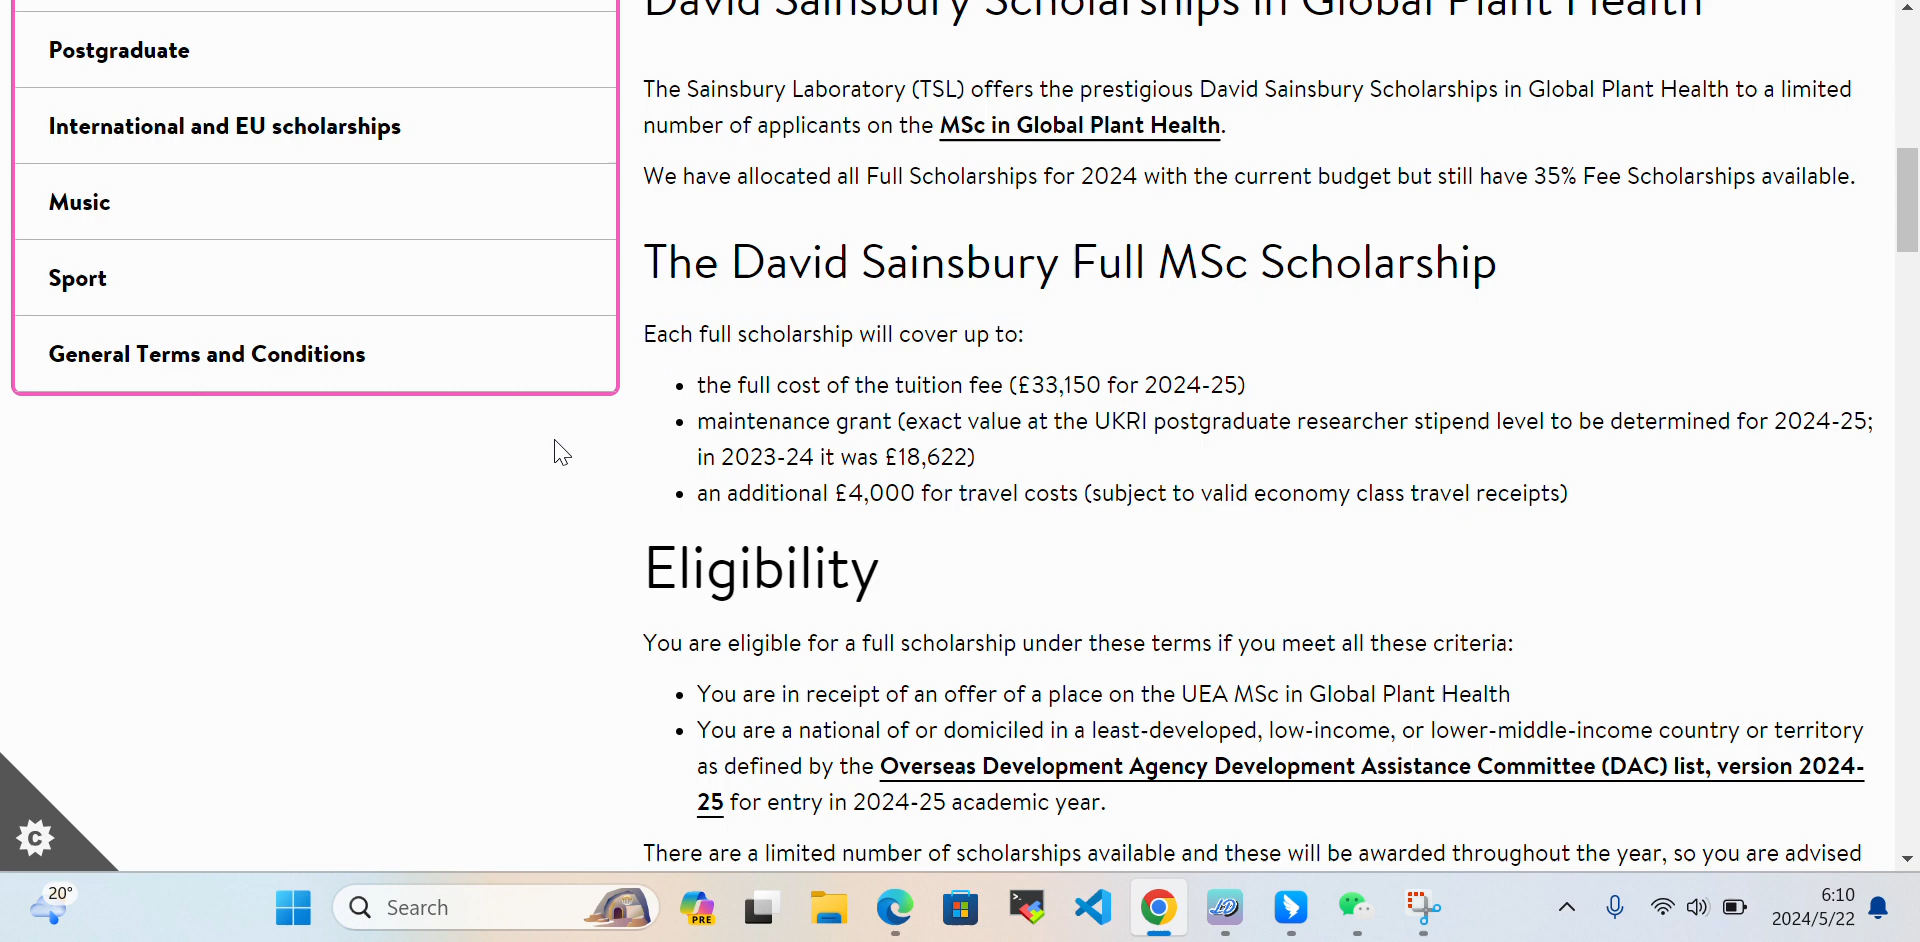 David Sainsbury Scholarships in Global Plant Health
Postgraduate
International and EU scholarships
Music
Sport
General Terms and Conditions
The Sainsbury Laboratory (TSL) offers the prestigious David Sainsbury Scholarships in Global Plant Health to a limited
number of applicants on the MSc in Global Plant Health.
We have allocated all Full Scholarships for 2024 with the current budget but still have 35% Fee Scholarships available.
The David Sainsbury Full MSc Scholarship
Each full scholarship will cover up to:
• the full cost of the tuition fee (£33,150 for 2024-25)
• maintenance grant (exact value at the UKRI postgraduate researcher stipend level to be determined for 2024-25;
in 2023-24 it was £18,622)
• an additional £4,000 for travel costs (subject to valid economy class travel receipts)
Eligibility
You are eligible for a full scholarship under these terms if you meet all these criteria:
• You are in receipt of an offer of a place on the UEA MSc in Global Plant Health
• You are a national of or domiciled in a least-developed, low-income, or lower-middle-income country or territory
as defined by the Overseas Development Agency Development Assistance Committee (DAC) list, version 2024-
25 for entry in 2024-25 academic year.
There are a limited number of scholarships available and these will be awarded throughout the year, so you are advised
C
20°
Search
PRE
LD
6:10
2024/5/22